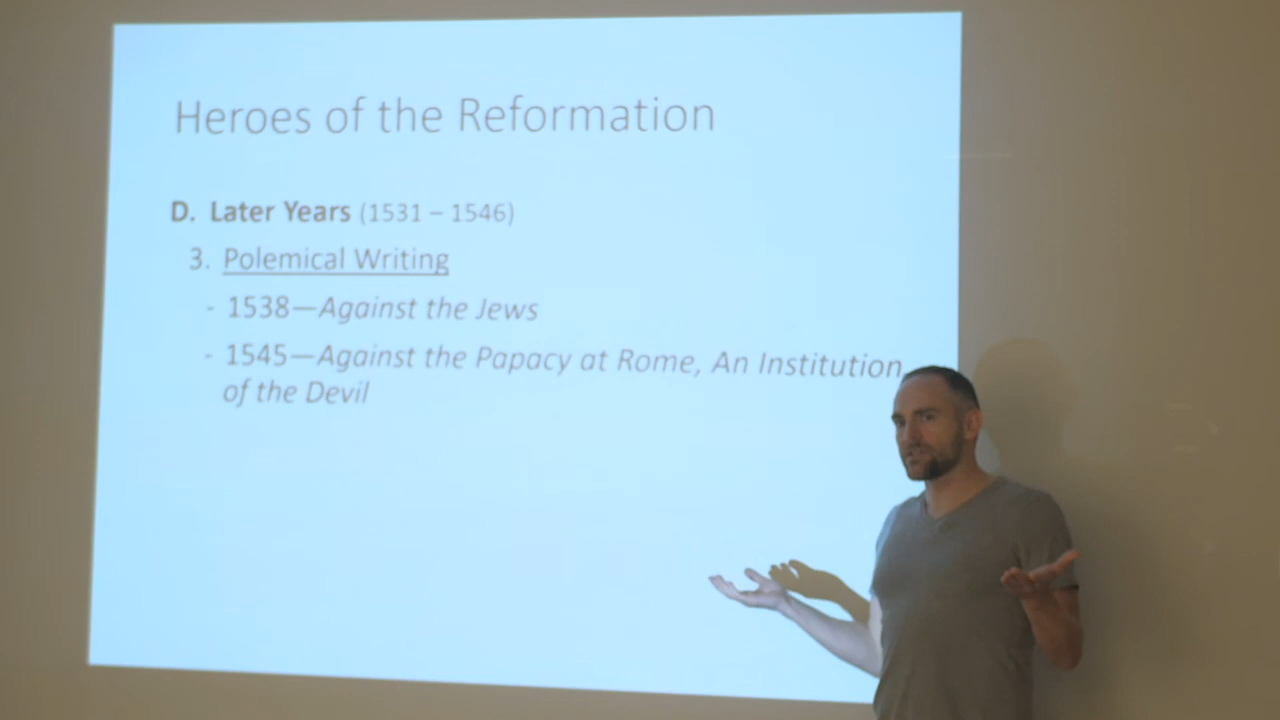 Heroes of the Reformation
D. Later Years (1531 – 1546)
3. Polemical Writing
- 1538—Against the Jews
- 1545—Against the Papacy at Rome, An Institution
of the Devil